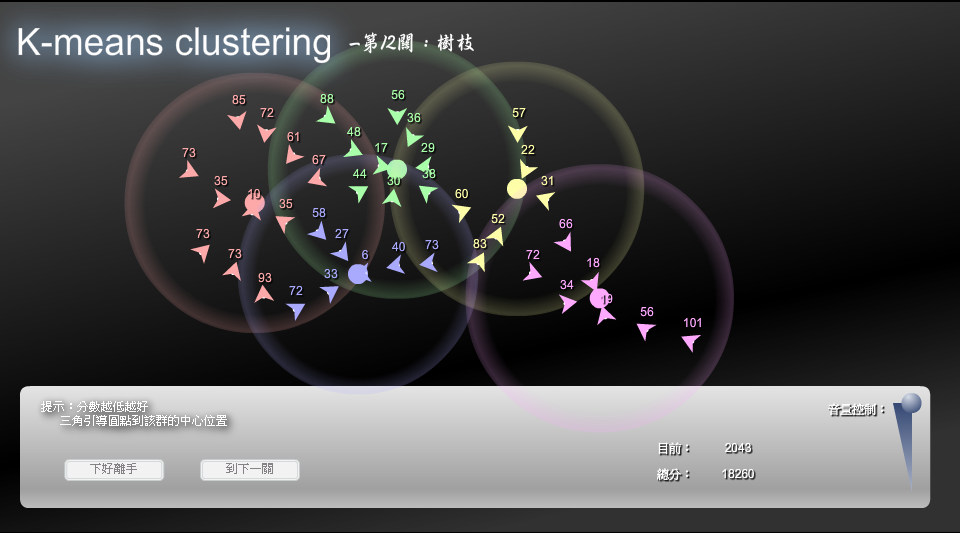 K-means clustering –第12關：樹枝
56
85 88
72 57
36
48
61
17 29 22
73 67
44 30 38
35 31
10
35 60
58
52
66
27
73 40 73 83
6
73 72
18
33
93 34
72 19
56
101
提示：分數越低越好
三角引導圓點到該群的中心位置
音量控制：
目前： 2043
下好離手 到下一關
總分： 18260